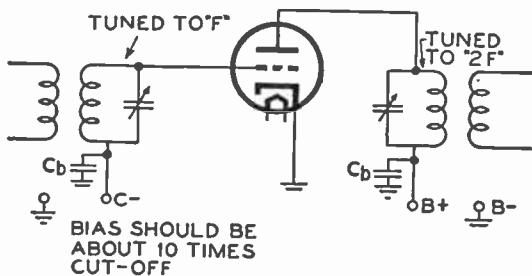 TUNED TO "F"
TUNED
TO "2F"
Cb
C-
Cb
B+
B-
BIAS SHOULD BE
ABOUT 10 TIMES
CUT-OFF